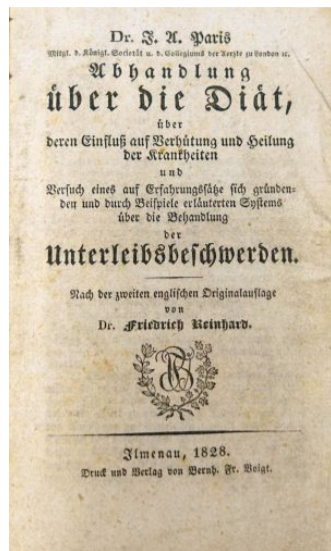 Dr. J. A. Paris
Mitgl. d. Königl. Societät u. d. Collegiums der Aerzte zu London ꝛc.
Abhandlung
über die Diät,
über
deren Einfluß auf Verhütung und Heilung
der Krankheiten
und
Versuch eines auf Erfahrungssätze sich gründen-
den und durch Beispiele erläuterten Systems
über die Behandlung
der
Unterleibsbeschwerden.
Nach der zweiten englischen Originalauflage
von
Dr. Friedrich Reinhard.
Ilmenau, 1828.
Druck und Verlag von Bernh. Fr. Voigt.